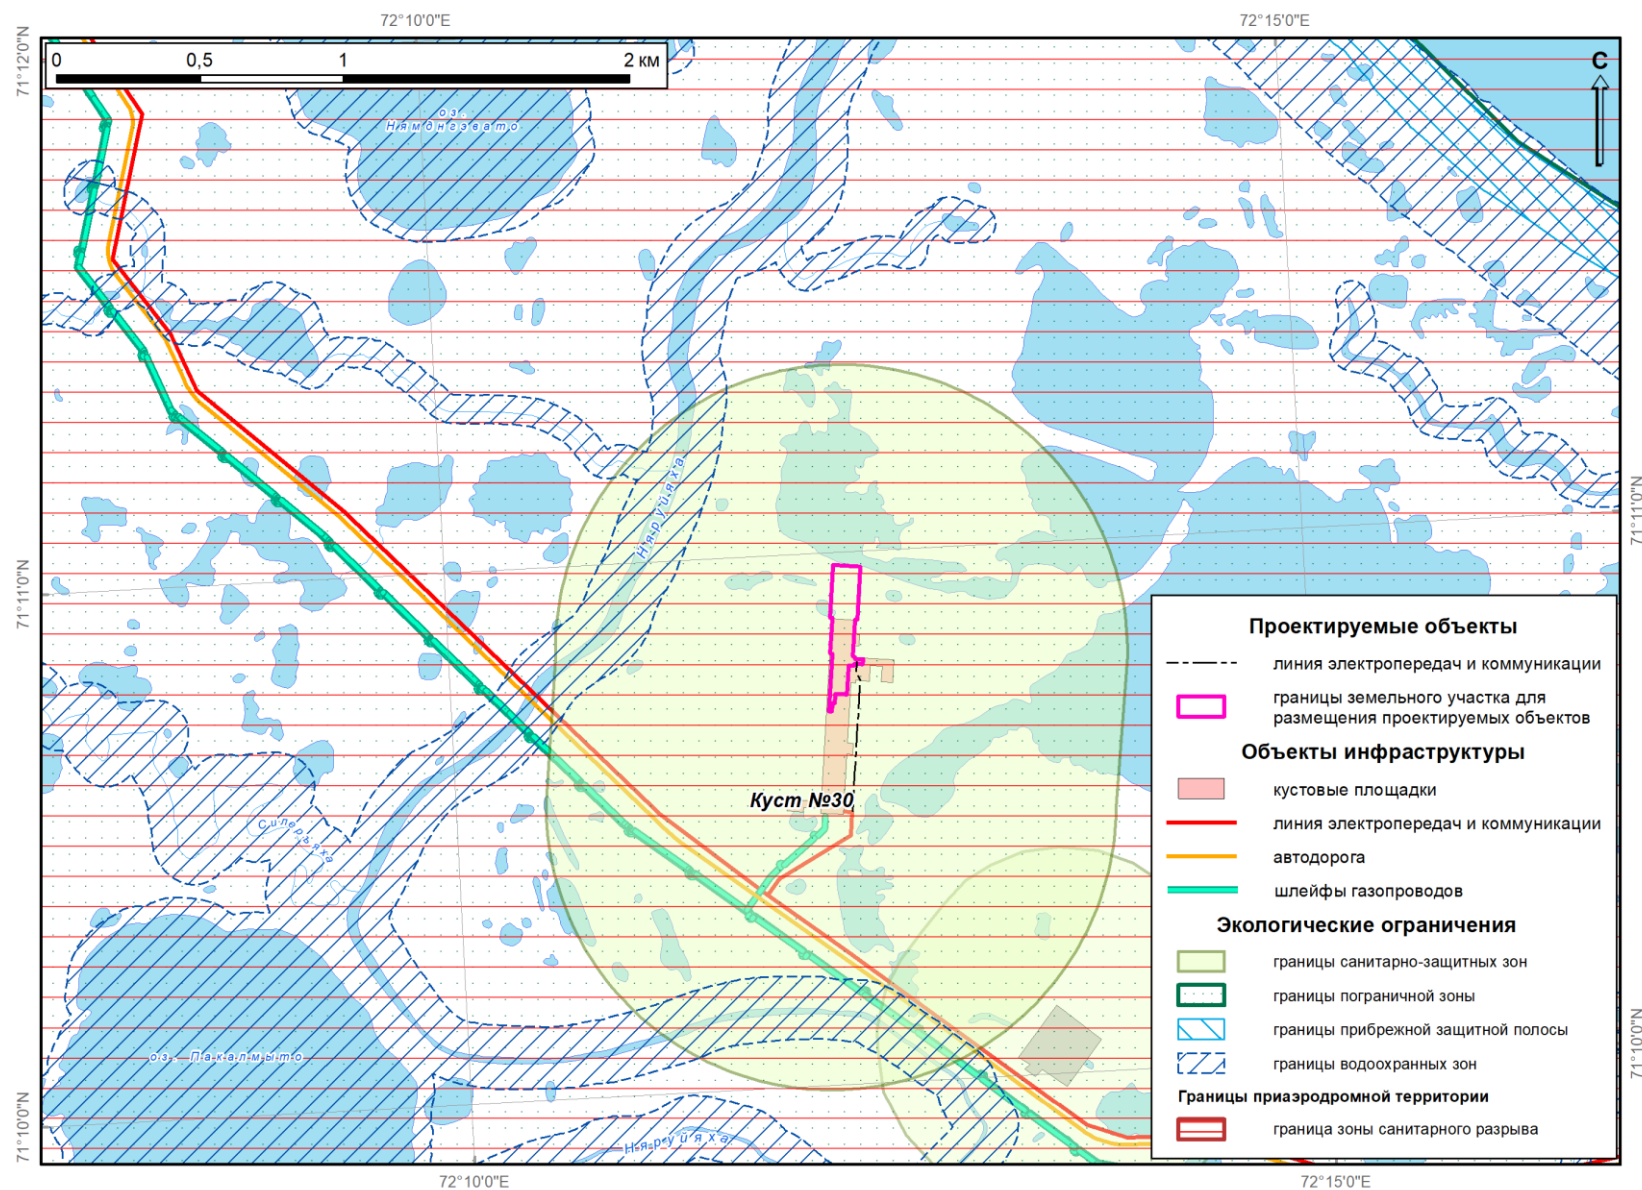 72°10'0"E
72°15'0"E
71°12'0"N
0 0,5 1 2 км
С
оз.
Нямднгэвато
71°11'0"N
71°11'0"N
Няруйяха
Проектируемые объекты
линия электропередач и коммуникации
границы земельного участка для
размещения проектируемых объектов
Объекты инфраструктуры
кустовые площадки
Куст №30
линия электропередач и коммуникации
Силеръяха
автодорога
шлейфы газопроводов
Экологические ограничения
границы санитарно-защитных зон
границы пограничной зоны
границы прибрежной защитной полосы
оз. Пакалмыто
границы водоохранных зон
71°10'0"N
Границы приаэродромной территории
граница зоны санитарного разрыва
71°10'0"N
Няруйяха
72°10'0"E
72°15'0"E